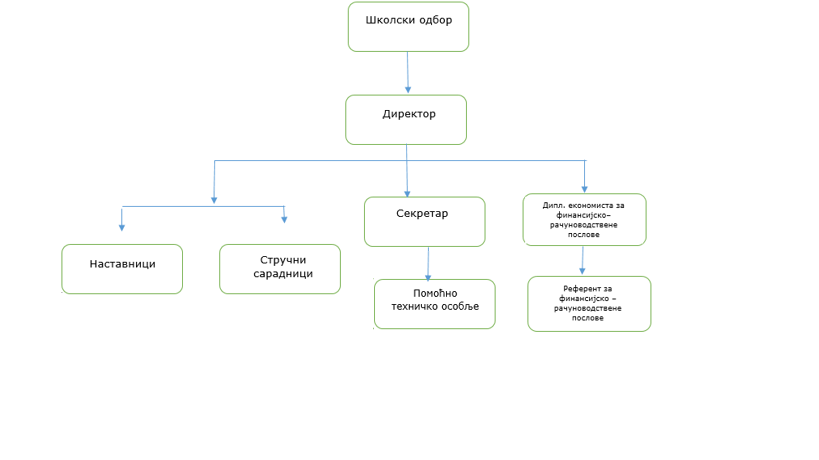 Школски одбор
Директор
Секретар
Дипл. економиста за
финансијско–
рачуноводствене
послове
Наставници
Стручни
сарадници
Помоћно
техничко особље
Референт за
финансијско –
рачуноводствене
послове